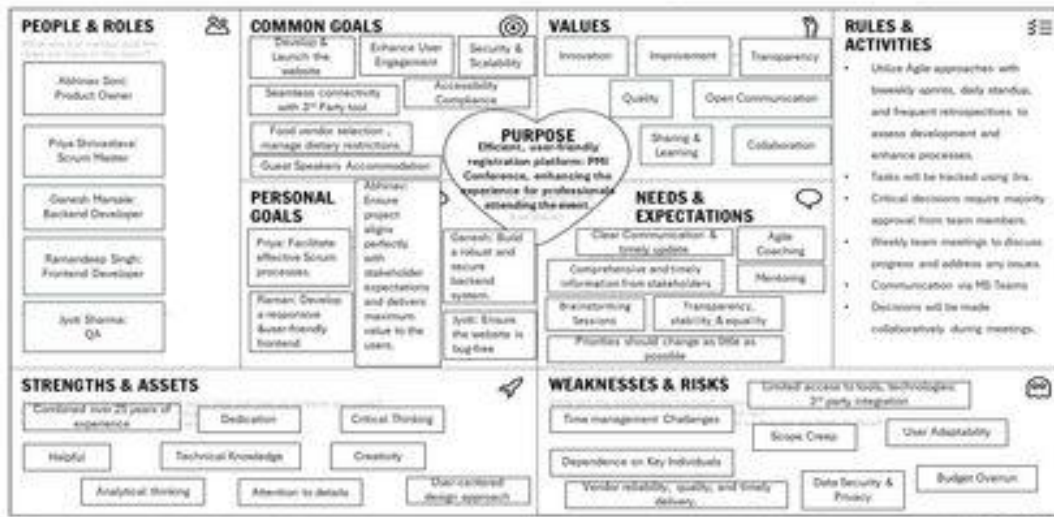 PEOPLE & ROLES
Abhinav Soni:
Product Owner
Priya Shrivastava:
Scrum Master
Ganesh
Backend Developer
Ramandeep Singh:
Frontend Developer
Jyoti Sharma:
QA
COMMON GOALS
Develop &
Launch the
website
Enhance User
Engagement
Security &
Scalability
Seamless connectivity
with 3rd Party tool
Accessibility
Compliance
Food vendor selection ,
manage dietary restrictions.
Guest Speakers Accommodation
PERSONAL
GOALS
Priya: Facilitate
effective Scrum
processes.
Raman: Develop
a responsive
&user-friendly
frontend
Abhinav:
Ensure
project
aligns
perfectly
with
stakeholder
expectations
and delivers
maximum
value to the
users.
Ganesh: Build
a robust and
secure
backend
system.
Jyoti: Ensure
the website is
bug-free
PURPOSE
Efficient, user-friendly
registration platform: PMI
Conference, enhancing the
experience for professionals
attending the event.
VALUES
Innovation
Improvement
Transparency
Quality
Open Communication
Sharing &
Learning
Collaboration
NEEDS &
EXPECTATIONS
Clear Communication &
timely update
Agile
Coaching
Comprehensive and timely
information from stakeholders
Mentoring
Brainstorming
Sessions
Transparency,
stability & equality
Priorities should change as little as
possible
RULES &
ACTIVITIES
• Utilize Agile approaches with
biweekly sprints, daily standup,
and frequent retrospectives to
assess development and
enhance processes.
• Tasks will be tracked using Jira.
• Critical decisions require majority
approval from team members.
• Weekly team meetings to discuss
progress and address any issues.
• Communication via MS Teams
• Decisions will be made
collaboratively during meetings.
STRENGTHS & ASSETS
Combined over 25 years of
experience
Dedication
Critical Thinking
Helpful
Technical Knowledge
Creativity
Analytical thinking
Attention to details
User-centered
design approach
WEAKNESSES & RISKS
Limited access to tools, technologies,
3rd party integration
Time management Challenges
Scope Creep
User Adaptability
Dependence on Key Individuals
Vendor reliability, quality, and timely
delivery.
Data Security &
Privacy
Budget Overrun